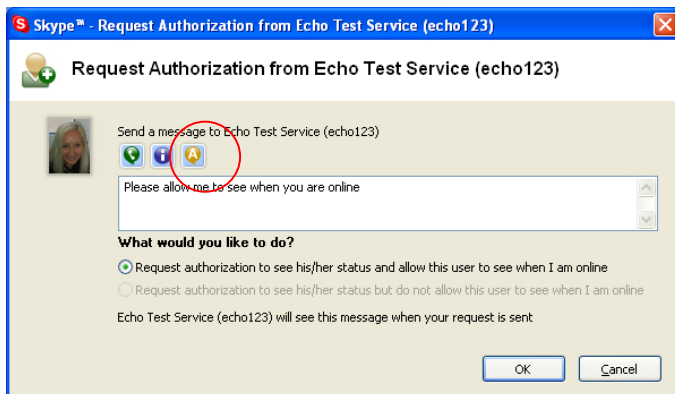 Skype™ - Request Authorization from Echo Test Service (echo123)
Request Authorization from Echo Test Service (echo123)
Send a message to Echo Test Service (echo123)
Please allow me to see when you are online
What would you like to do?
Request authorization to see his/her status and allow this user to see when I am online
Request authorization to see his/her status but do not allow this user to see when I am online
Echo Test Service (echo123) will see this message when your request is sent
OK Cancel